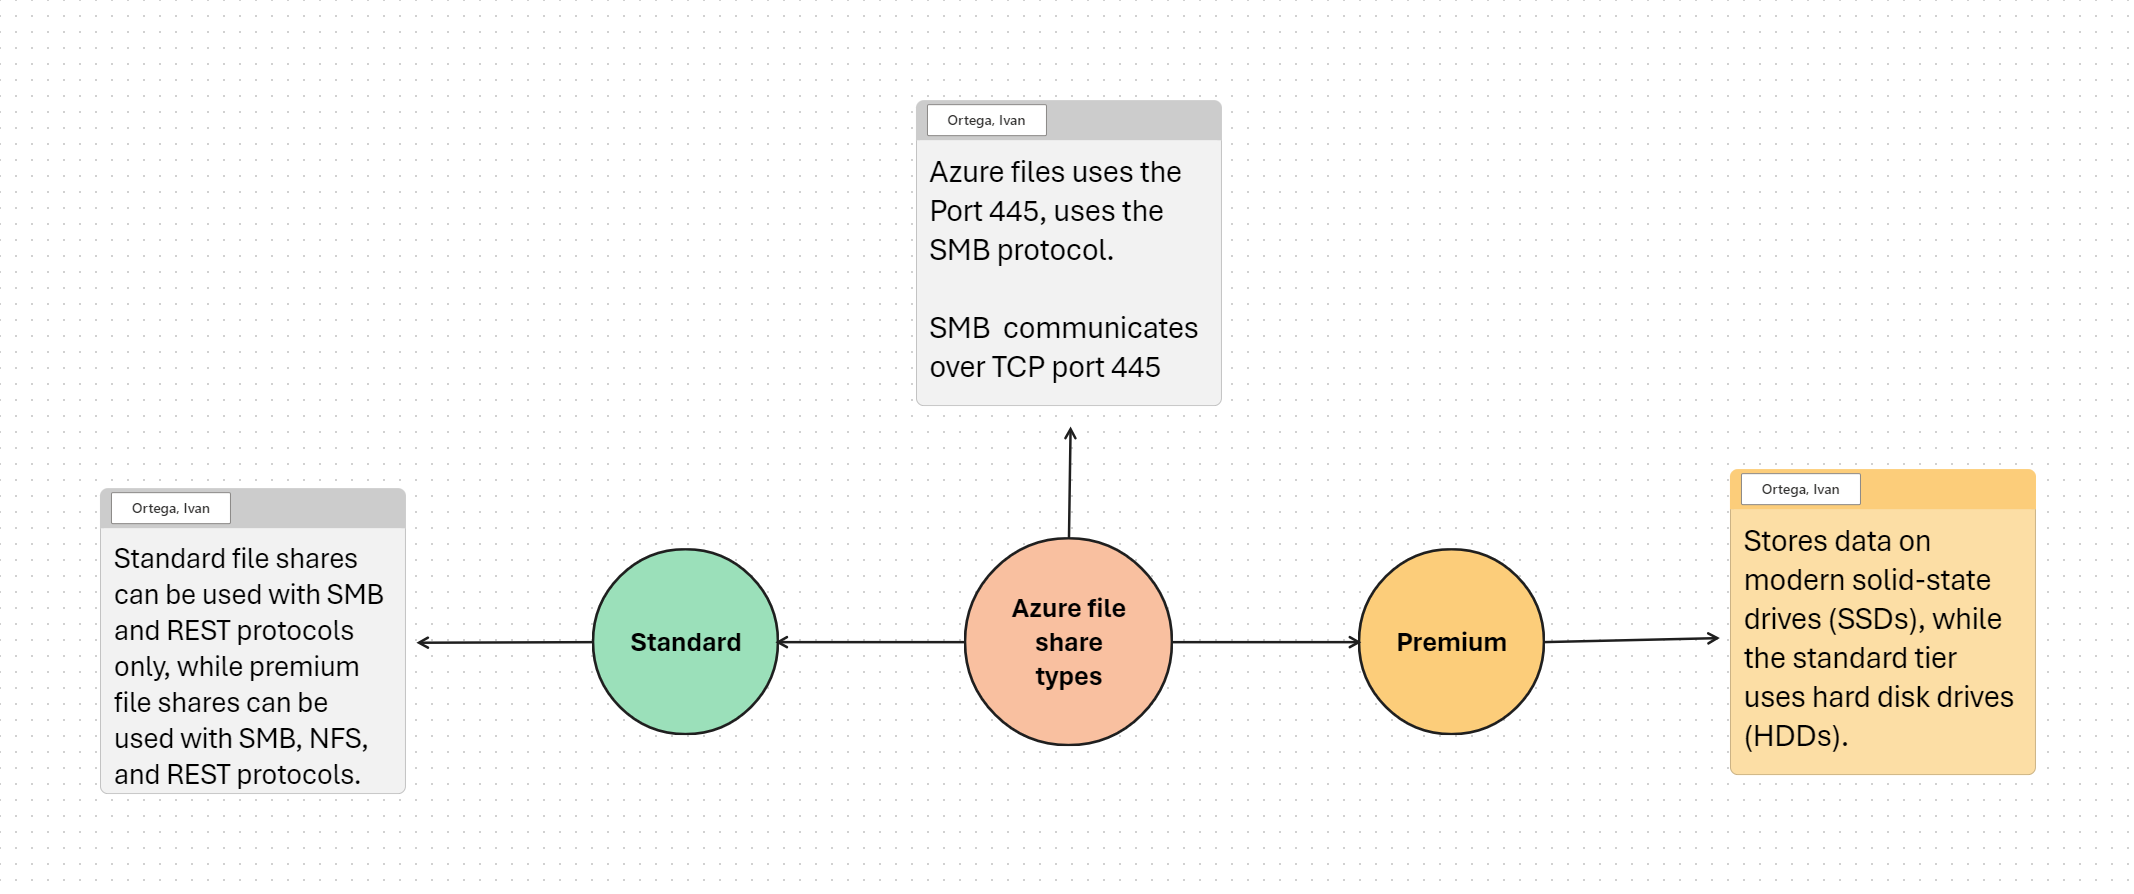 Ortega, Ivan
Azure files uses the
Port 445, uses the
SMB protocol.
SMB  communicates
over TCP port 445
Ortega, Ivan
Standard file shares
can be used with SMB
and REST protocols
only, while premium
file shares can be
used with SMB, NFS,
and REST protocols.
Standard
Azure file
share
types
Premium
Ortega, Ivan
Stores data on
modern solid-state
drives (SSDs), while
the standard tier
uses hard disk drives
(HDDs).